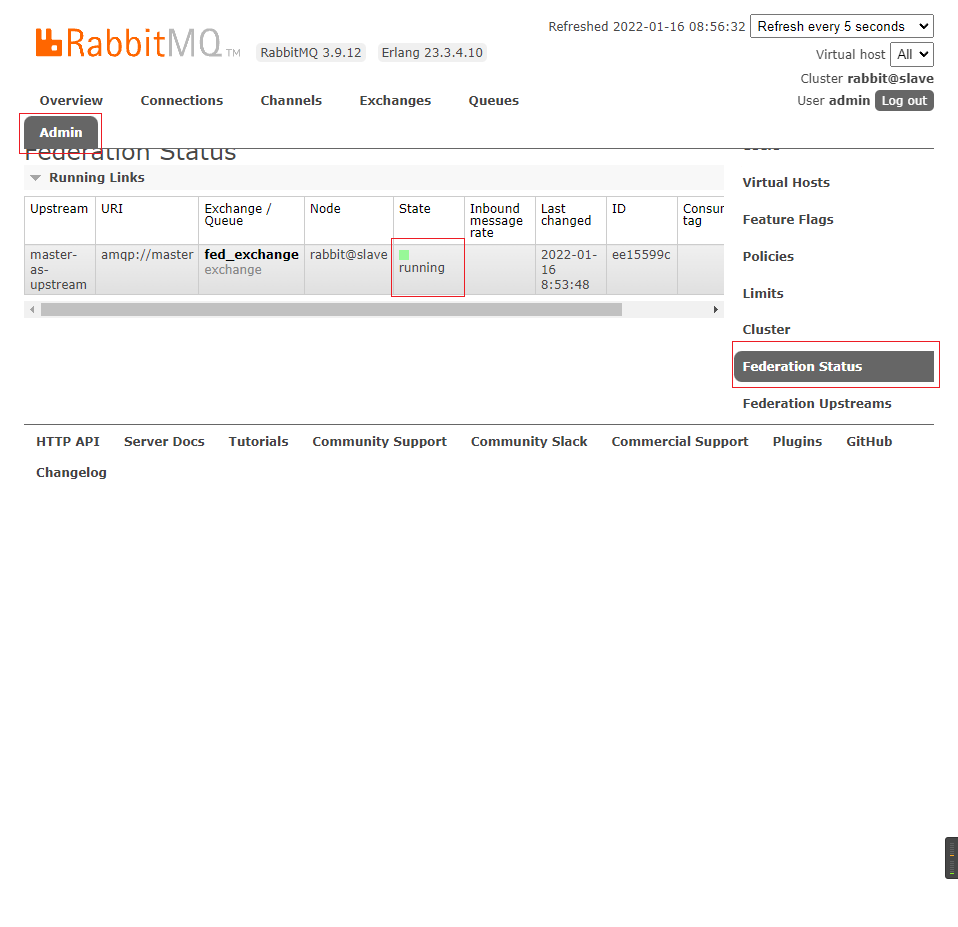 Refreshed 2022-01-16 08:56:32 Refresh every 5 seconds
RabbitMQ TM RabbitMQ 3.9.12 Erlang 23.3.4.10
Virtual host All
Cluster rabbit@slave
User admin Log out
Overview Connections Channels Exchanges Queues
Admin
Federation Status
Running Links
Upstream URI Exchange / Queue Node State Inbound message rate Last changed ID Consur tag
master-as-upstream amqp://master fed_exchange exchange rabbit@slave running 2022-01-16 8:53:48 ee15599c
Virtual Hosts
Feature Flags
Policies
Limits
Cluster
Federation Status
Federation Upstreams
HTTP API Server Docs Tutorials Community Support Community Slack Commercial Support Plugins GitHub
Changelog